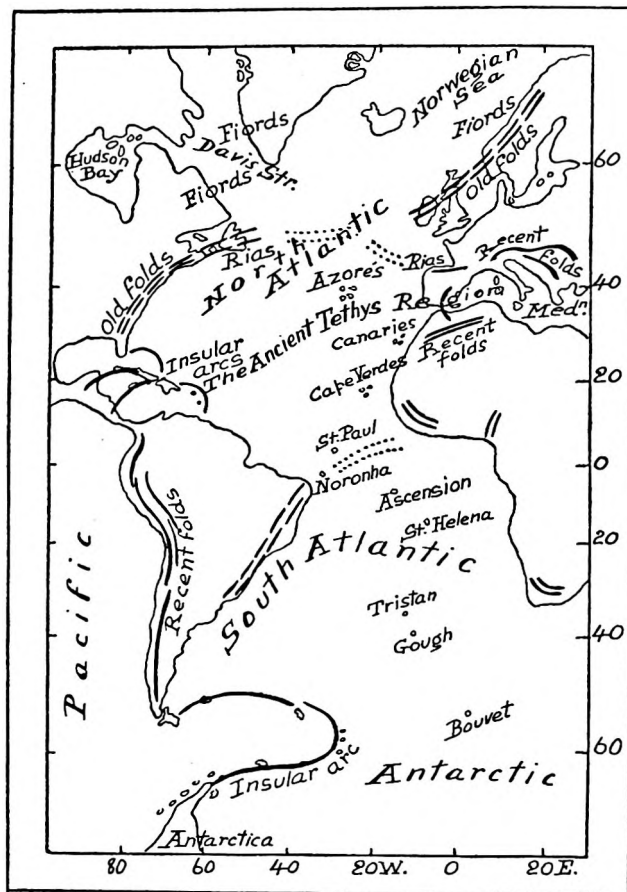 Norwegian
Sea
Fiords
Fiords
Hudson
Bay
Davis Str.
Fiords
60
Old folds
Old folds
Rias
North
Atlantic
Rias
Recent
folds
Azores
40
The Ancient Tethys Region
Med.n
Insular
arcs
Canaries
Recent
folds
Cape Verdes
20
St. Paul
0
Noronha
Ascension
St. Helena
Recent folds
20
South Atlantic
Pacific
Tristan
Gough
40
Bouvet
60
Insular arc
Antarctic
Antarctica
80
60
40
20W.
0
20E.